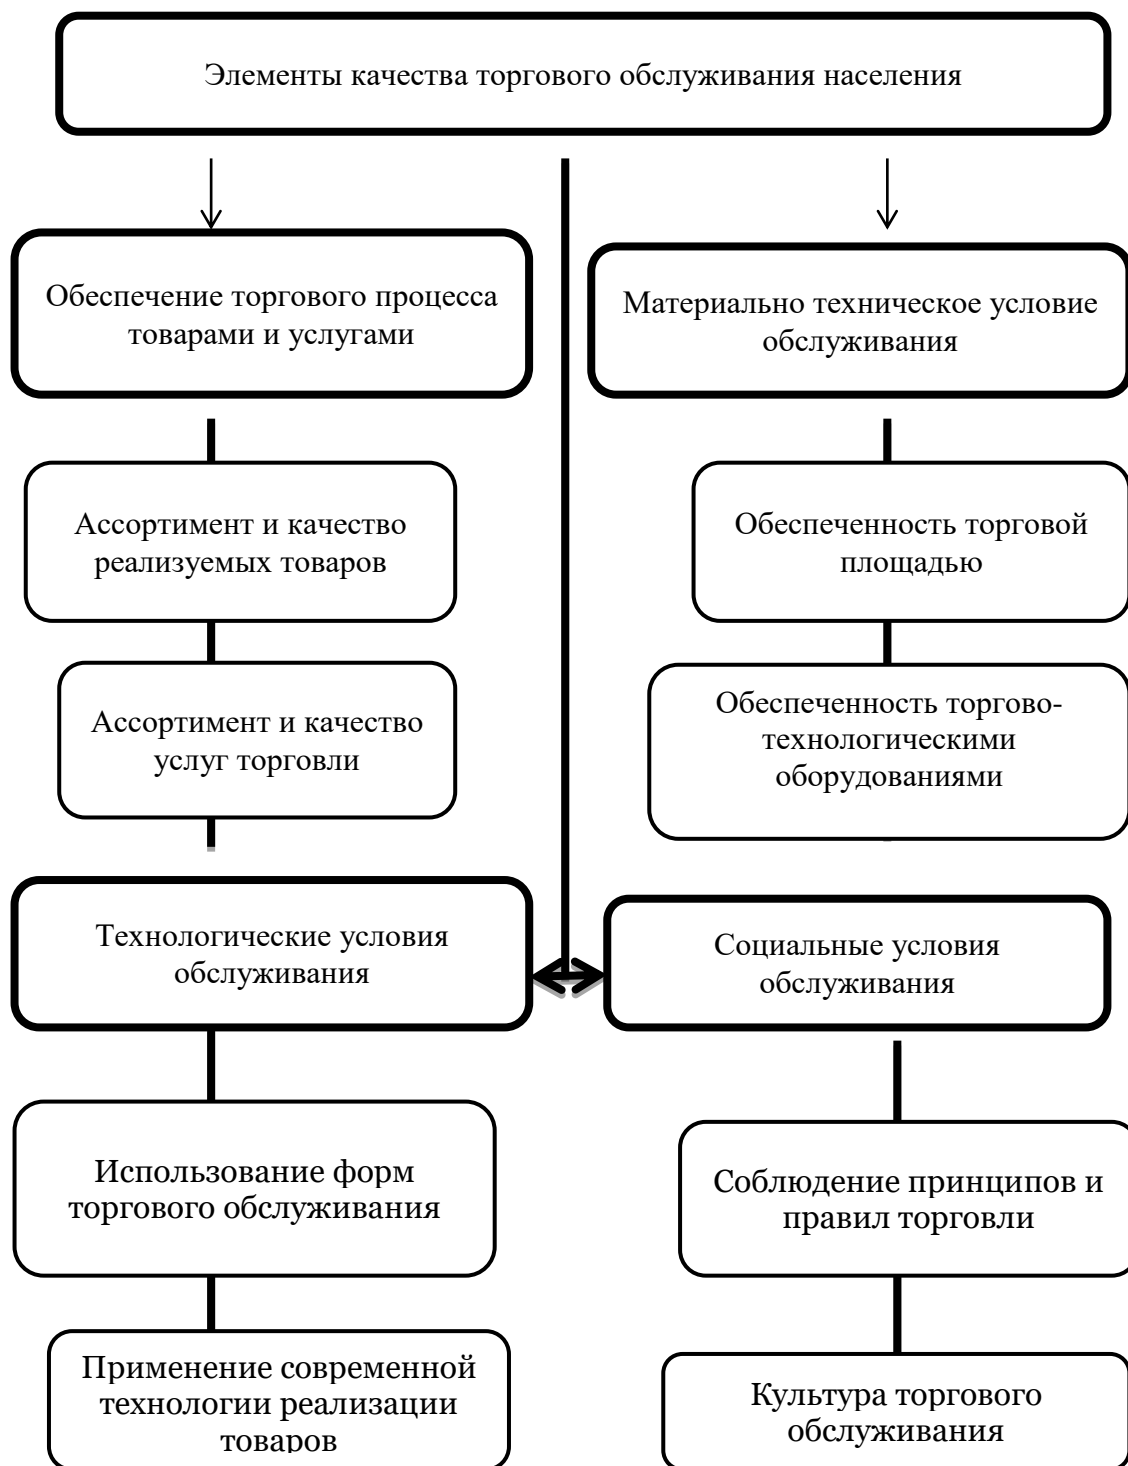 Элементы качества торгового обслуживания населения
Обеспечение торгового процесса
товарами и услугами
Материально техническое условие
обслуживания
Ассортимент и качество
реализуемых товаров
Обеспеченность торговой
площадью
Ассортимент и качество
услуг торговли
Обеспеченность торгово-
технологическими
оборудованиями
Технологические условия
обслуживания
Социальные условия
обслуживания
Использование форм
торгового обслуживания
Соблюдение принципов и
правил торговли
Применение современной
технологии реализации
товаров
Культура торгового
обслуживания